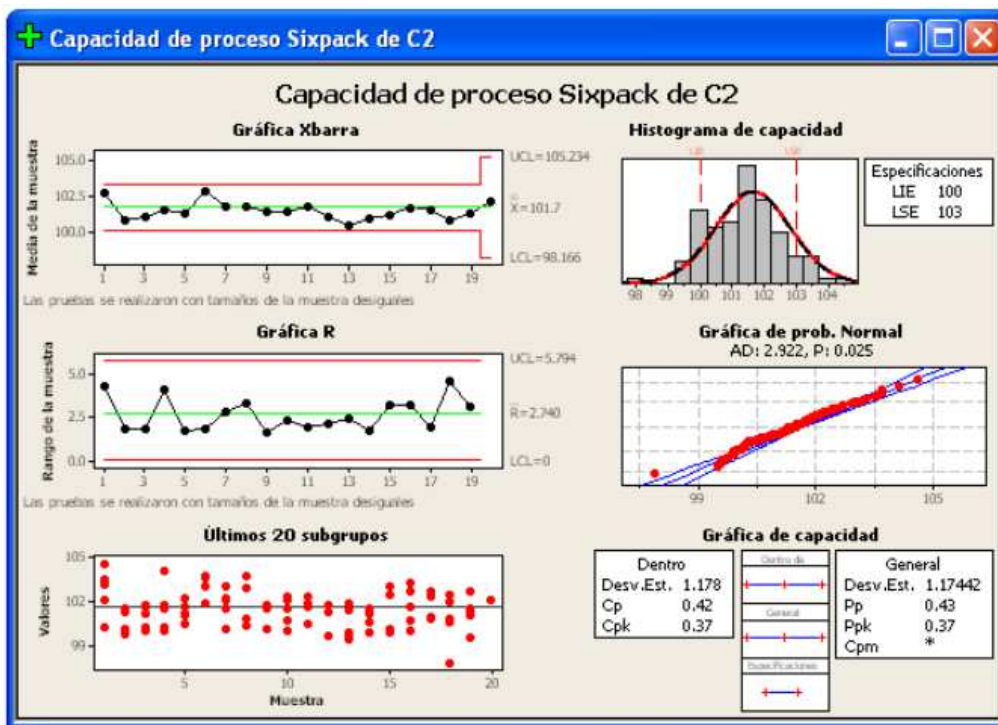 Capacidad de proceso Sixpack de C2
Capacidad de proceso Sixpack de C2
Gráfica Xbarra
Media de la muestra
105.0
102.5
100.0
UCL=105.234
X=101.7
LCL=98.166
1 3 5 7 9 11 13 15 17 19
Las pruebas se realizaron con tamaños de la muestra desiguales
Histograma de capacidad
LIE LSE
98 99 100 101 102 103 104
Especificaciones
LIE 100
LSE 103
Gráfica R
Rango de la muestra
5.0
2.5
0.0
UCL=5.794
R=2.740
LCL=0
1 3 5 7 9 11 13 15 17 19
Las pruebas se realizaron con tamaños de la muestra desiguales
Gráfica de prob. Normal
AD: 2.922, P: 0.025
99 102 105
Últimos 20 subgrupos
Valores
105
102
99
5 10 15 20
Muestra
Gráfica de capacidad
Dentro
Desv.Est. 1.178
Cp 0.42
Cpk 0.37
Dentro de
General
Especificaciones
General
Desv.Est. 1.17442
Pp 0.43
Ppk 0.37
Cpm *